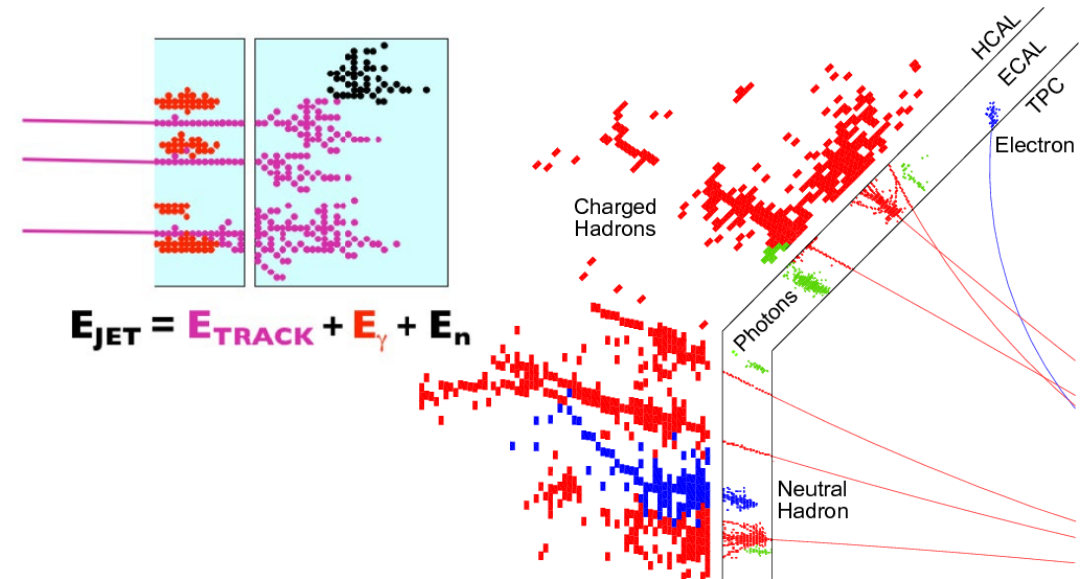 E_JET = E_TRACK + E_γ + E_n
Charged
Hadrons
HCAL
ECAL
TPC
Electron
Photons
Neutral
Hadron